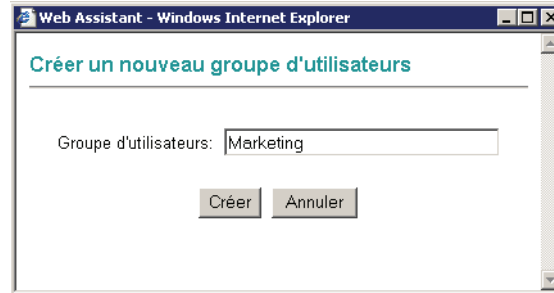 Web Assistant - Windows Internet Explorer
Créer un nouveau groupe d'utilisateurs
Groupe d'utilisateurs: Marketing
Créer Annuler